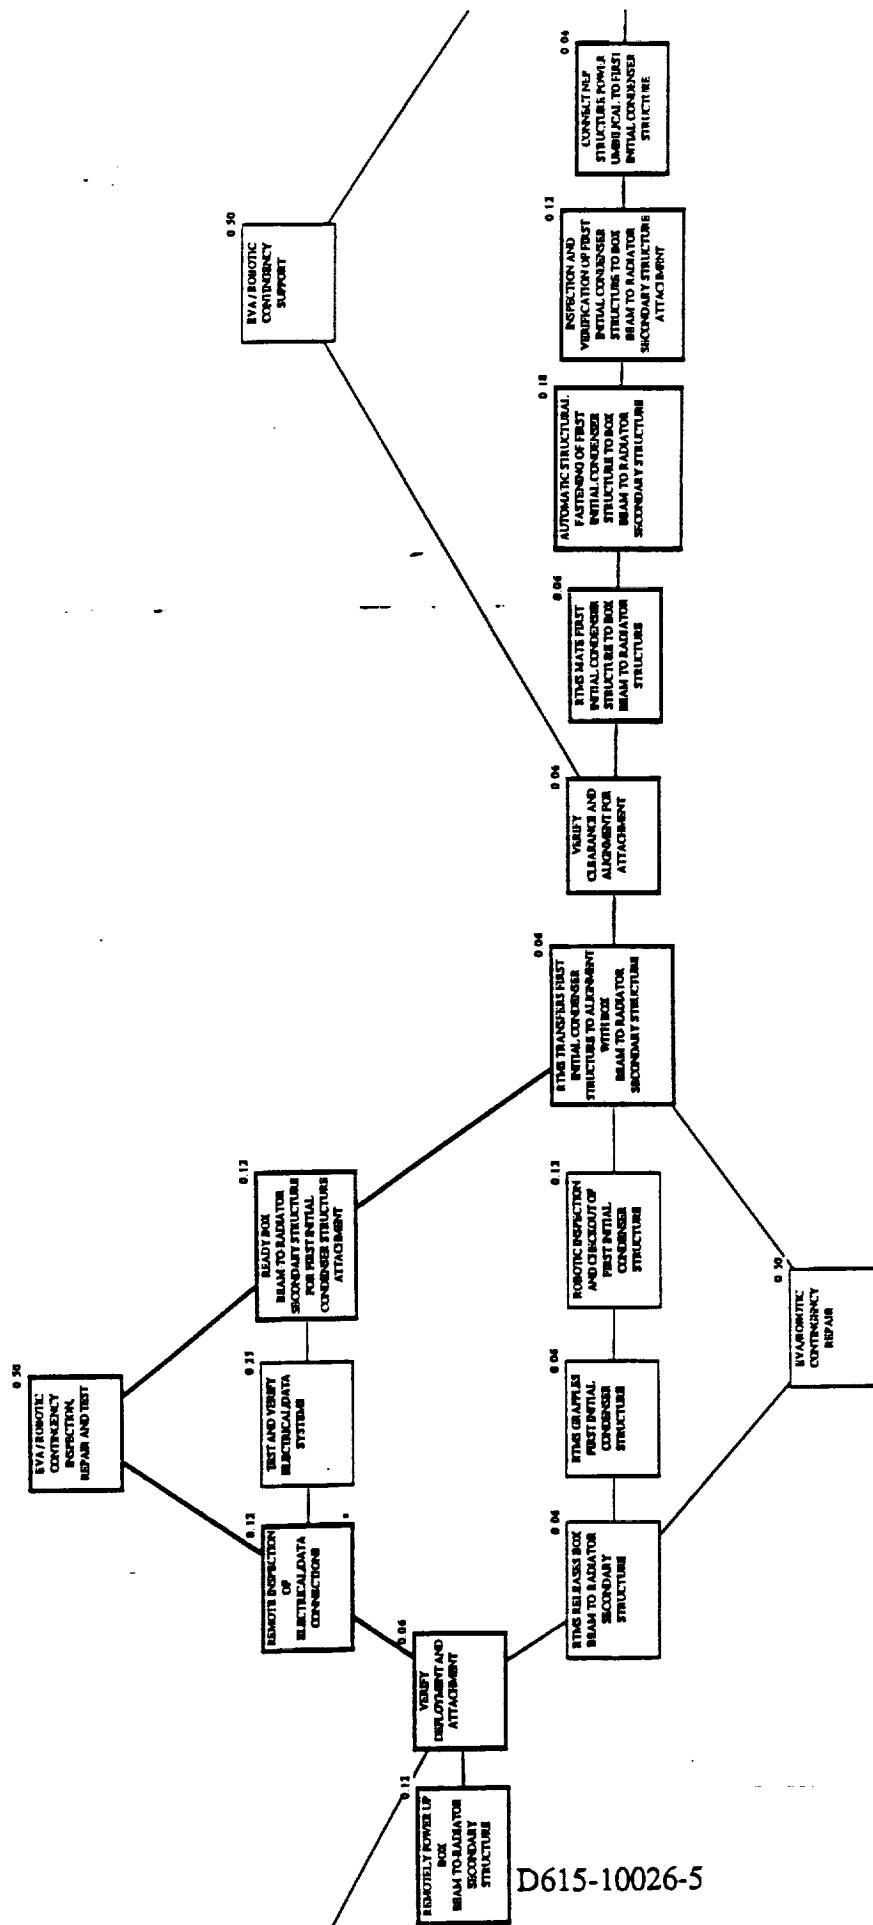 0.12
REMOTELY POWER UP
BOX
BEAM-TO-RADIATOR
SECONDARY
STRUCTURE
0.06
VERIFY
DEPLOYMENT AND
ATTACHMENT
0.12
REMOTE INSPECTION
OF
ELECTRICAL/DATA
CONNECTIONS
0.50
EVA / ROBOTIC
CONTINGENCY
INSPECTION,
REPAIR AND TEST
0.25
TEST AND VERIFY
ELECTRICAL/DATA
SYSTEMS
0.12
READY BOX
BEAM-TO-RADIATOR
SECONDARY STRUCTURE
FOR FIRST INITIAL
CONDENSER STRUCTURE
ATTACHMENT
0.06
RTMS RELEASES BOX
BEAM TO RADIATOR
SECONDARY
STRUCTURE
0.06
RTMS GRAPPLES
FIRST INITIAL
CONDENSER
STRUCTURE
0.12
ROBOTIC INSPECTION
AND CHECKOUT OF
FIRST INITIAL
CONDENSER
STRUCTURE
0.50
EVA/ROBOTIC
CONTINGENCY
REPAIR
0.06
RTMS TRANSFERS FIRST
INITIAL CONDENSER
STRUCTURE TO ALIGNMENT
WITH BOX
BEAM-TO-RADIATOR
SECONDARY STRUCTURE
0.06
VERIFY
CLEARANCE AND
ALIGNMENT FOR
ATTACHMENT
0.50
EVA / ROBOTIC
CONTINGENCY
SUPPORT
0.06
RTMS MATE FIRST
INITIAL CONDENSER
STRUCTURE TO BOX
BEAM TO RADIATOR
STRUCTURE
0.18
AUTOMATIC STRUCTURAL
FASTENING OF FIRST
INITIAL CONDENSER
STRUCTURE TO BOX
BEAM TO RADIATOR
SECONDARY STRUCTURE
0.12
INSPECTION AND
VERIFICATION OF FIRST
INITIAL CONDENSER
STRUCTURE TO BOX
BEAM TO RADIATOR
SECONDARY STRUCTURE
ATTACHMENT
0.06
CONNECT NEP
STRUCTURE POWER
UMBILICAL TO FIRST
INITIAL CONDENSER
STRUCTURE
D615-10026-5